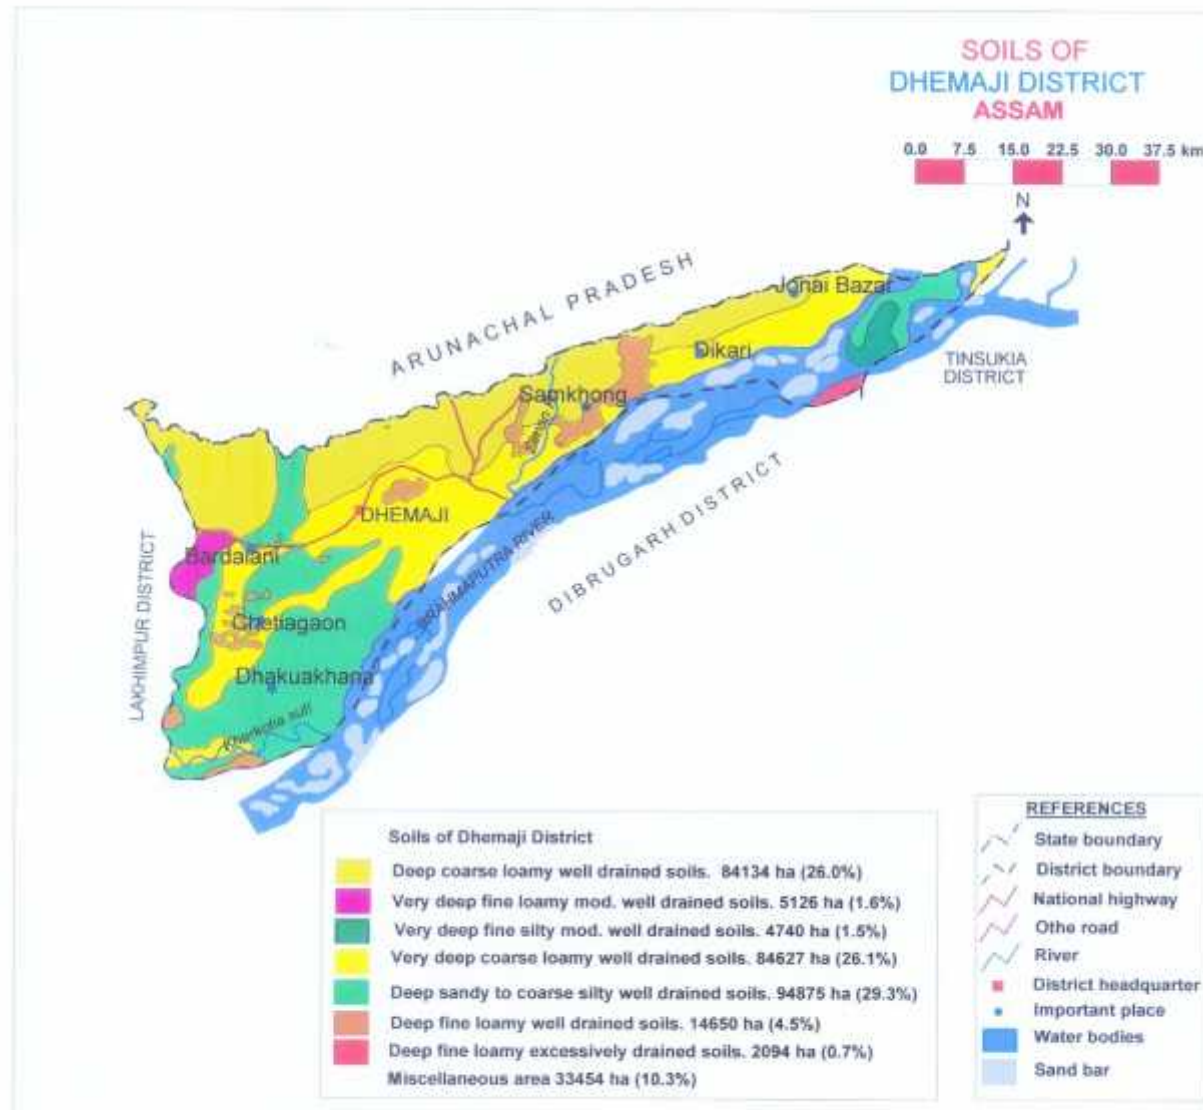 SOILS OF
DHEMAJI DISTRICT
ASSAM
0.0 7.5 15.0 22.5 30.0 37.5 km
N
ARUNACHAL PRADESH
Jonai Bazar
Dikari
TINSUKIA
DISTRICT
Samkhong
DHEMAJI
Bardalani
LAKHIMPUR DISTRICT
BRAHMAPUTRA RIVER
DIBRUGARH DISTRICT
Chetiagaon
Dhakuakhana
Kharkotia suti
Soils of Dhemaji District
Deep coarse loamy well drained soils. 84134 ha (26.0%)
Very deep fine loamy mod. well drained soils. 5126 ha (1.6%)
Very deep fine silty mod. well drained soils. 4740 ha (1.5%)
Very deep coarse loamy well drained soils. 84627 ha (26.1%)
Deep sandy to coarse silty well drained soils. 94875 ha (29.3%)
Deep fine loamy well drained soils. 14650 ha (4.5%)
Deep fine loamy excessively drained soils. 2094 ha (0.7%)
Miscellaneous area 33454 ha (10.3%)
REFERENCES
State boundary
District boundary
National highway
Othe road
River
District headquarter
Important place
Water bodies
Sand bar